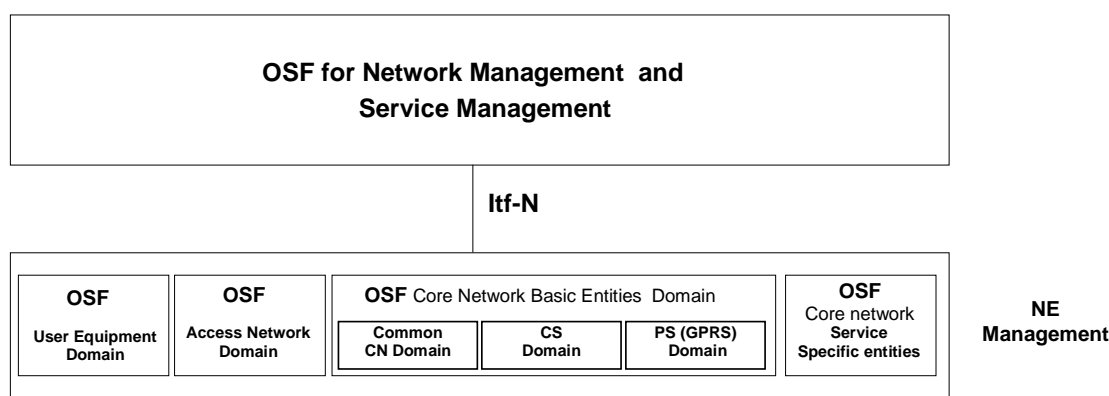 OSF for Network Management and
Service Management
Itf-N
OSF
User Equipment
Domain
OSF
Access Network
Domain
OSF Core Network Basic Entities Domain
Common
CN Domain
CS
Domain
PS (GPRS)
Domain
OSF
Core network
Service
Specific entities
NE
Management